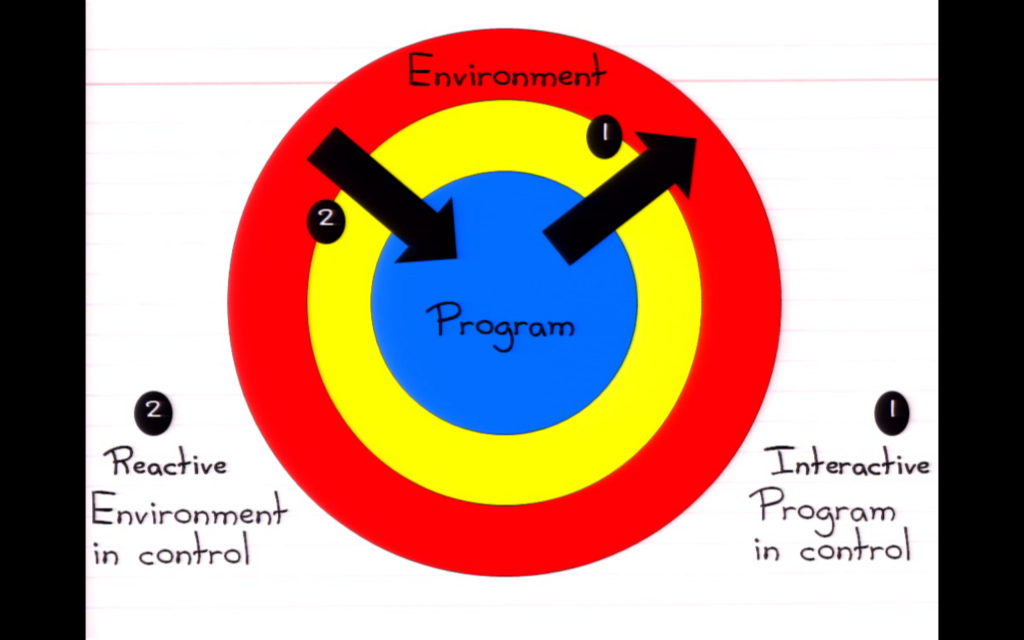 Environment
1
2
Program
2
Reactive
Environment
in control
1
Interactive
Program
in control